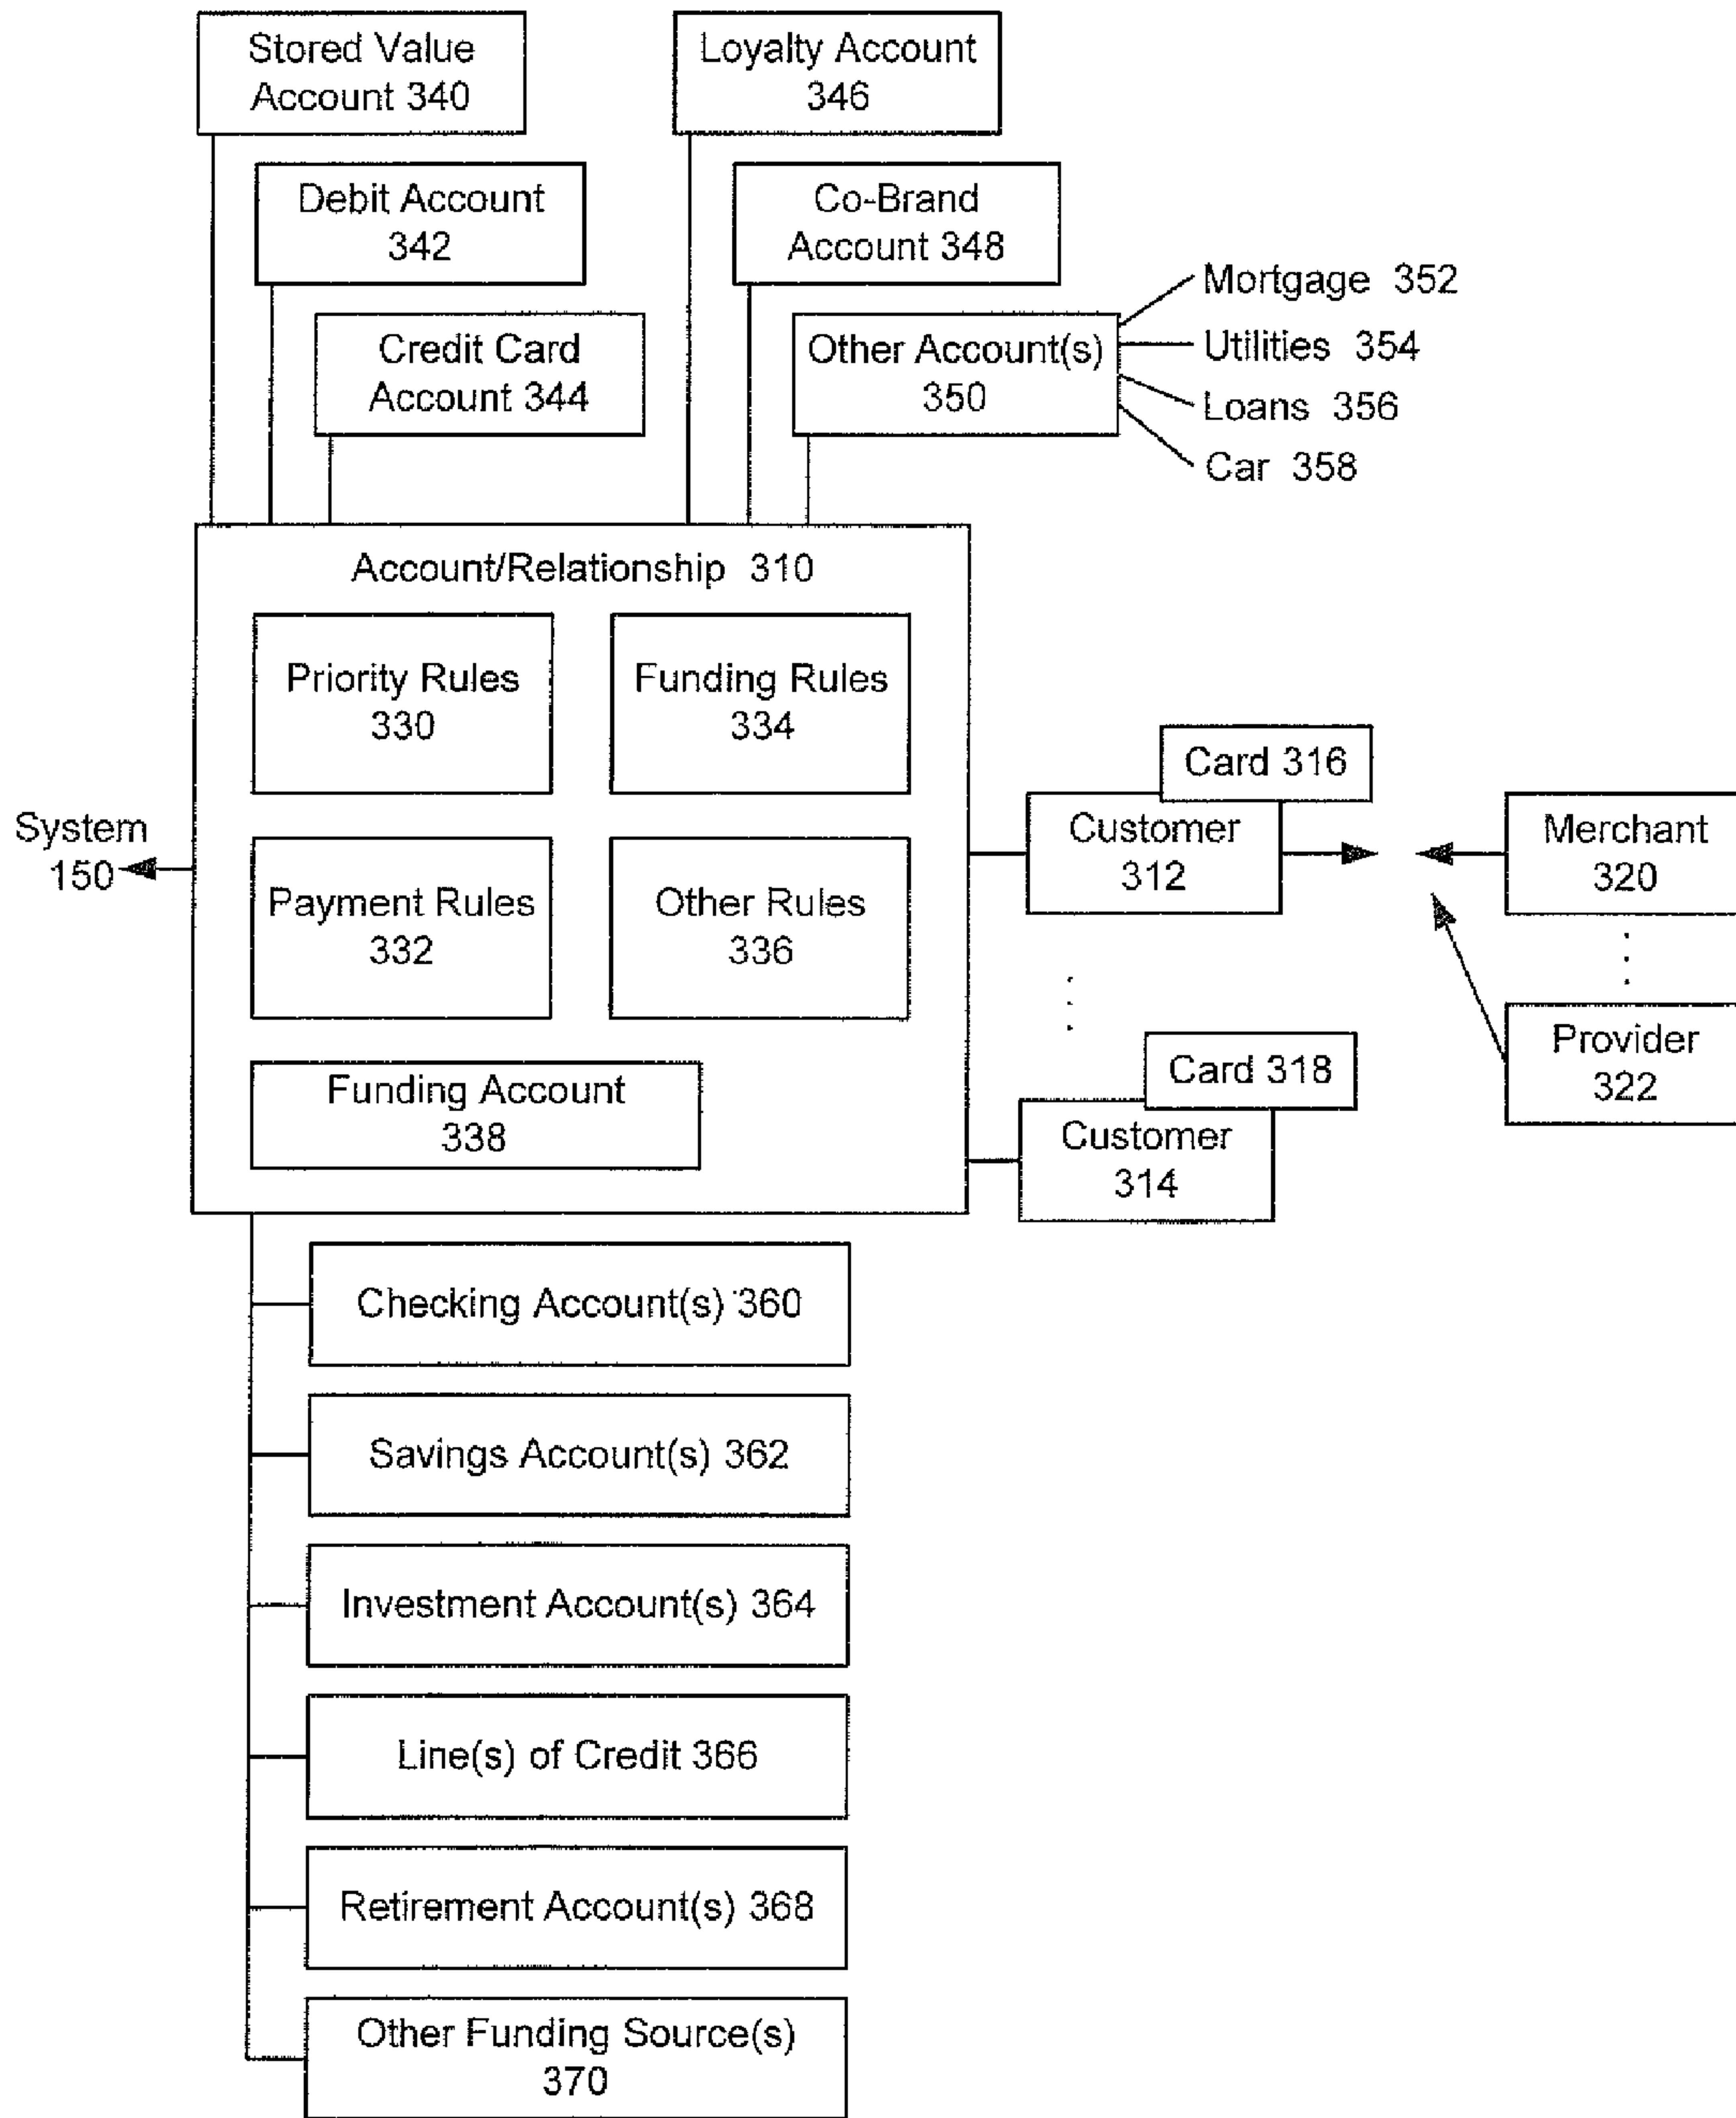 Stored Value
Account 340
Loyalty Account
346
Debit Account
342
Co-Brand
Account 348
Credit Card
Account 344
Other Account(s)
350
Mortgage 352
Utilities 354
Loans 356
Car 358
Account/Relationship 310
Priority Rules
330
Funding Rules
334
Payment Rules
332
Other Rules
336
Funding Account
338
System
150
Card 316
Customer
312
Merchant
320
Card 318
Customer
314
Provider
322
Checking Account(s) 360
Savings Account(s) 362
Investment Account(s) 364
Line(s) of Credit 366
Retirement Account(s) 368
Other Funding Source(s)
370